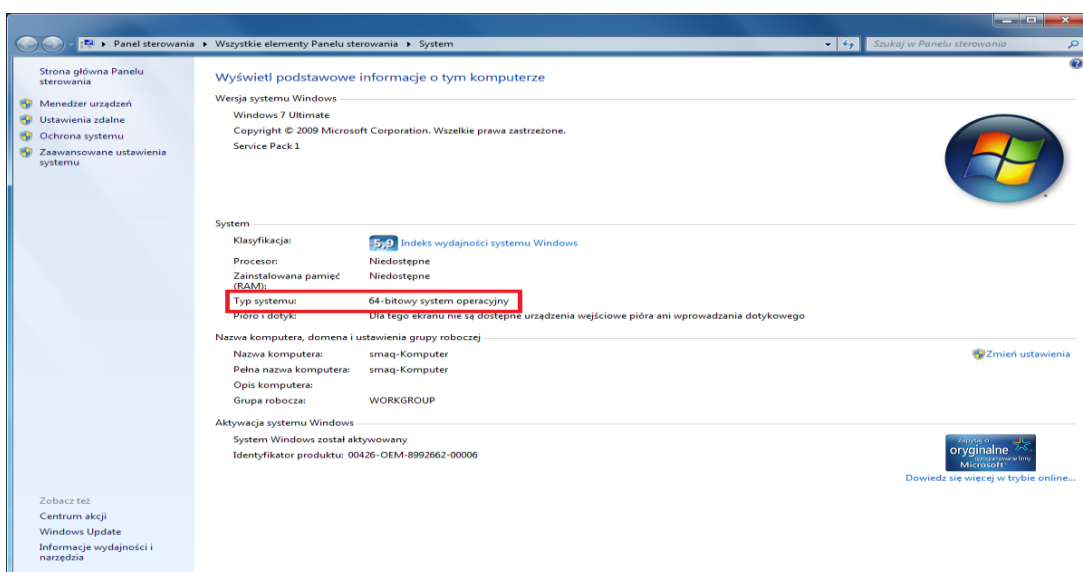 Panel sterowania ▸ Wszystkie elementy Panelu sterowania ▸ System
Szukaj w Panelu sterowania
Strona główna Panelu
sterowania
Menedżer urządzeń
Ustawienia zdalne
Ochrona systemu
Zaawansowane ustawienia
systemu
Zobacz też
Centrum akcji
Windows Update
Informacje wydajności i
narzędzia
Wyświetl podstawowe informacje o tym komputerze
Wersja systemu Windows
Windows 7 Ultimate
Copyright © 2009 Microsoft Corporation. Wszelkie prawa zastrzeżone.
Service Pack 1
System
Klasyfikacja: 5,9 Indeks wydajności systemu Windows
Procesor: Niedostępne
Zainstalowana pamięć Niedostępne
(RAM):
Typ systemu: 64-bitowy system operacyjny
Pióro i dotyk: Dla tego ekranu nie są dostępne urządzenia wejściowe pióra ani wprowadzania dotykowego
Nazwa komputera, domena i ustawienia grupy roboczej
Nazwa komputera: smaq-Komputer
Zmień ustawienia
Pełna nazwa komputera: smaq-Komputer
Opis komputera:
Grupa robocza: WORKGROUP
Aktywacja systemu Windows
System Windows został aktywowany
Identyfikator produktu: 00426-OEM-8992662-00006
zapytaj o
oryginalne
oprogramowanie firmy
Microsoft
Dowiedz się więcej w trybie online...